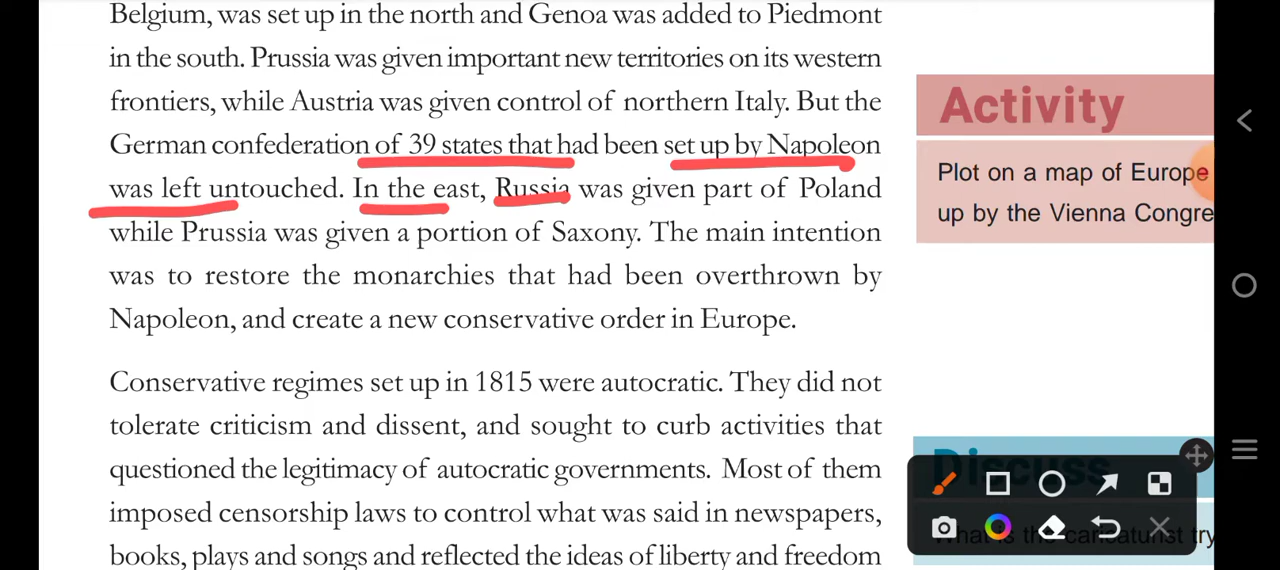 Belgium, was set up in the north and Genoa was added to Piedmont
in the south. Prussia was given important new territories on its western
frontiers, while Austria was given control of northern Italy. But the
German confederation of 39 states that had been set up by Napoleon
was left untouched. In the east, Russia was given part of Poland
while Prussia was given a portion of Saxony. The main intention
was to restore the monarchies that had been overthrown by
Napoleon, and create a new conservative order in Europe.
Conservative regimes set up in 1815 were autocratic. They did not
tolerate criticism and dissent, and sought to curb activities that
questioned the legitimacy of autocratic governments. Most of them
imposed censorship laws to control what was said in newspapers,
books, plays and songs and reflected the ideas of liberty and freedom
Activity
Plot on a map of Europe
up by the Vienna Congre
Discuss
What is the caricaturist try